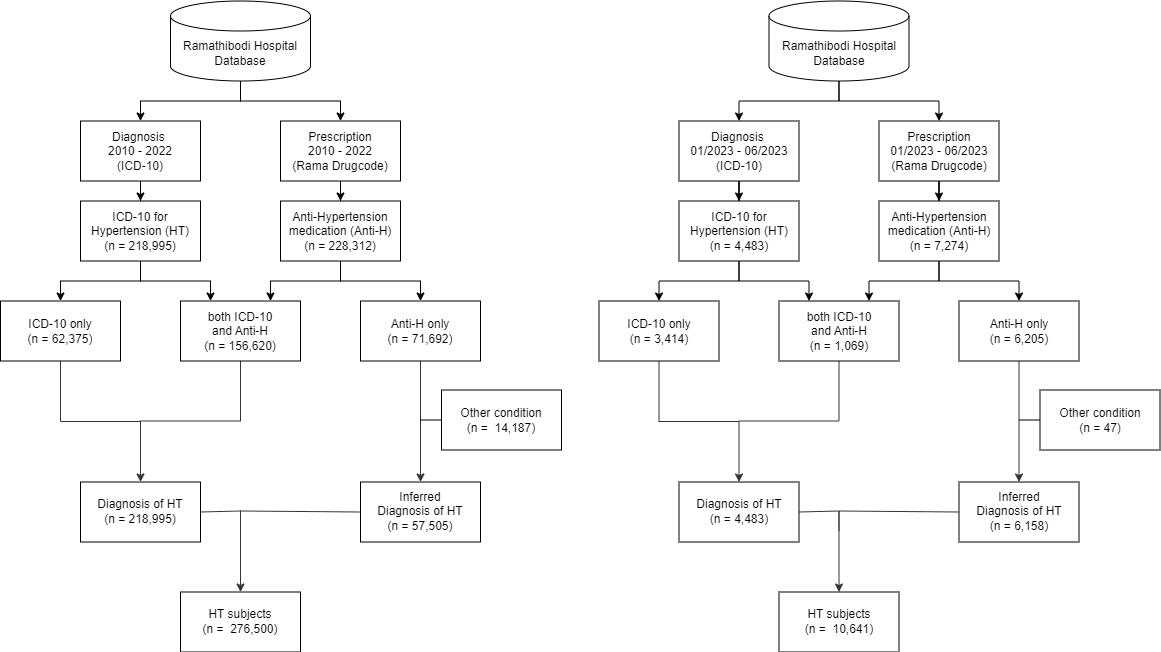 Ramathibodi Hospital
Database
Diagnosis
2010 - 2022
(ICD-10)
Prescription
2010 - 2022
(Rama Drugcode)
ICD-10 for
Hypertension (HT)
(n = 218,995)
Anti-Hypertension
medication (Anti-H)
(n = 228,312)
ICD-10 only
(n = 62,375)
both ICD-10
and Anti-H
(n = 156,620)
Anti-H only
(n = 71,692)
Other condition
(n = 14,187)
Diagnosis of HT
(n = 218,995)
Inferred
Diagnosis of HT
(n = 57,505)
HT subjects
(n = 276,500)
Ramathibodi Hospital
Database
Diagnosis
01/2023 - 06/2023
(ICD-10)
Prescription
01/2023 - 06/2023
(Rama Drugcode)
ICD-10 for
Hypertension (HT)
(n = 4,483)
Anti-Hypertension
medication (Anti-H)
(n = 7,274)
ICD-10 only
(n = 3,414)
both ICD-10
and Anti-H
(n = 1,069)
Anti-H only
(n = 6,205)
Other condition
(n = 47)
Diagnosis of HT
(n = 4,483)
Inferred
Diagnosis of HT
(n = 6,158)
HT subjects
(n = 10,641)